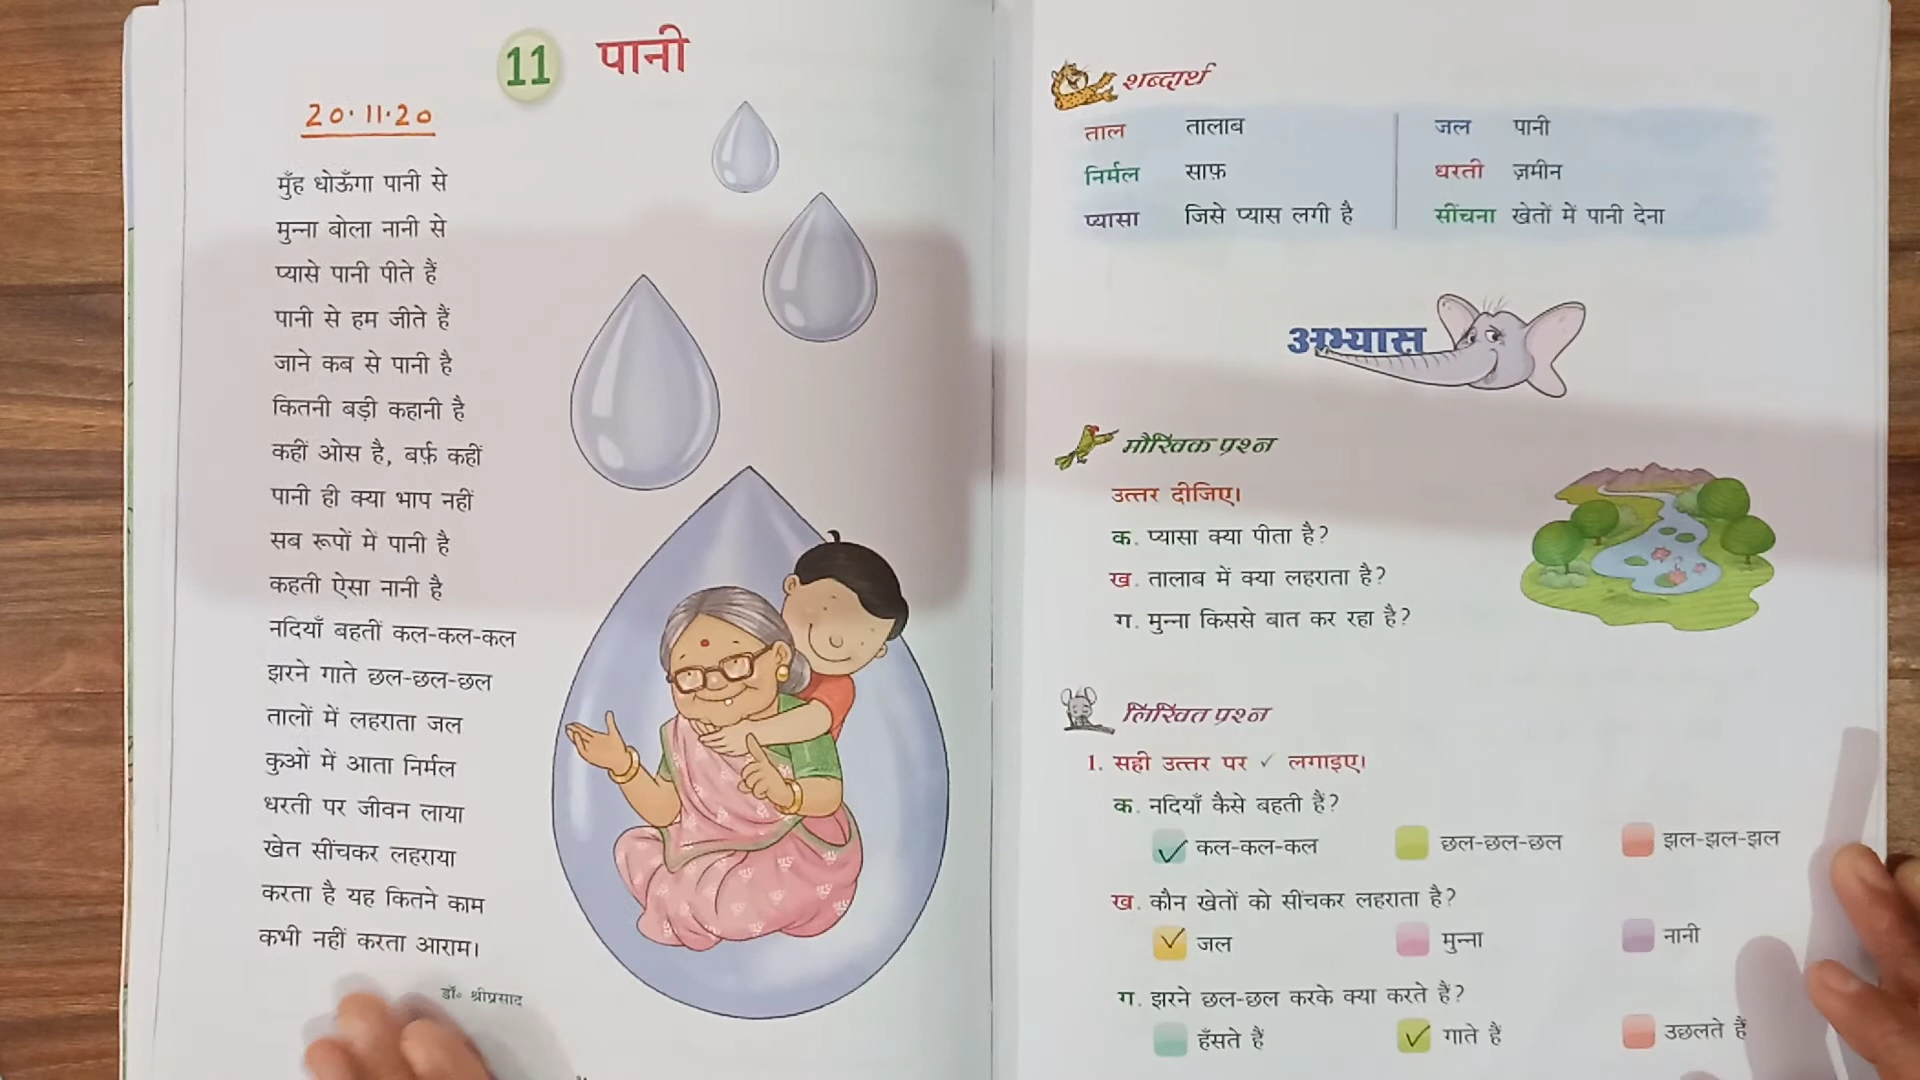 11 पानी
20.11.20
मुँह धोऊँगा पानी से
मुन्ना बोला नानी से
प्यासे पानी पीते हैं
पानी से हम जीते हैं
जाने कब से पानी है
कितनी बड़ी कहानी है
कहीं ओस है, बर्फ़ कहीं
पानी ही क्या भाप नहीं
सब रूपों में पानी है
कहती ऐसा नानी है
नदियाँ बहतीं कल-कल-कल
झरने गाते छल-छल-छल
तालों में लहराता जल
कुओं में आता निर्मल
धरती पर जीवन लाया
खेत सींचकर लहराया
करता है यह कितने काम
कभी नहीं करता आराम।
डॉ॰ श्रीप्रसाद
शब्दार्थ
ताल तालाब जल पानी
निर्मल साफ़ धरती ज़मीन
प्यासा जिसे प्यास लगी है सींचना खेतों में पानी देना
अभ्यास
मौखिक प्रश्न
उत्तर दीजिए।
क. प्यासा क्या पीता है?
ख. तालाब में क्या लहराता है?
ग. मुन्ना किससे बात कर रहा है?
लिखित प्रश्न
1. सही उत्तर पर ✓ लगाइए।
क. नदियाँ कैसे बहती हैं?
✓ कल-कल-कल छल-छल-छल झल-झल-झल
ख. कौन खेतों को सींचकर लहराता है?
✓ जल मुन्ना नानी
ग. झरने छल-छल करके क्या करते हैं?
हँसते हैं ✓ गाते हैं उछलते हैं